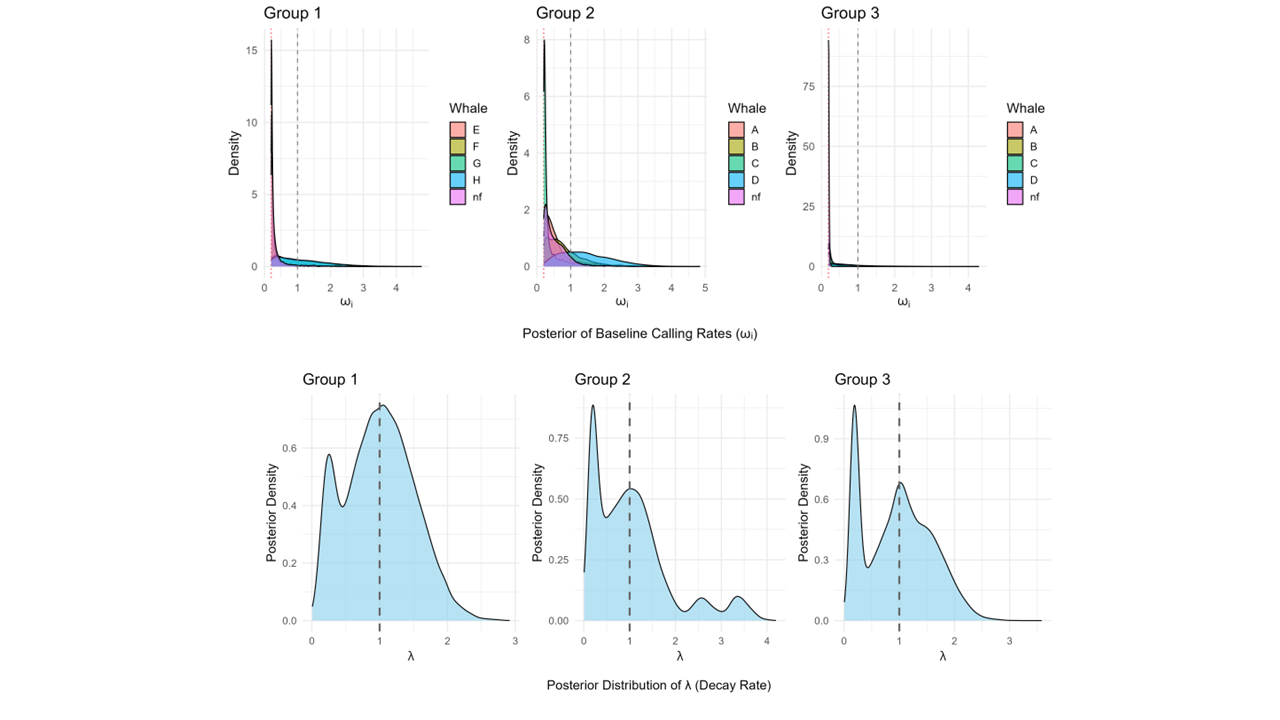 Group 1
Group 2
Group 3
15
10
5
0
Density
0 1 2 3 4
ωi
Whale
E
F
G
H
nf
8
6
4
2
0
Density
0 1 2 3 4 5
ωi
Whale
A
B
C
D
nf
75
50
25
0
Density
0 1 2 3 4
ωi
Whale
A
B
C
D
nf
Posterior of Baseline Calling Rates (ωᵢ)
Group 1
Group 2
Group 3
0.6
0.4
0.2
0.0
Posterior Density
0 1 2 3
λ
0.75
0.50
0.25
0.00
Posterior Density
0 1 2 3 4
λ
0.9
0.6
0.3
0.0
Posterior Density
0 1 2 3
λ
Posterior Distribution of λ (Decay Rate)